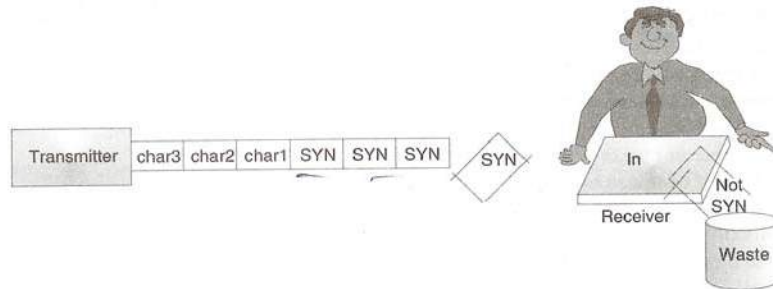 Transmitter char3 char2 char1 SYN SYN SYN SYN
In
Not
SYN
Receiver
Waste